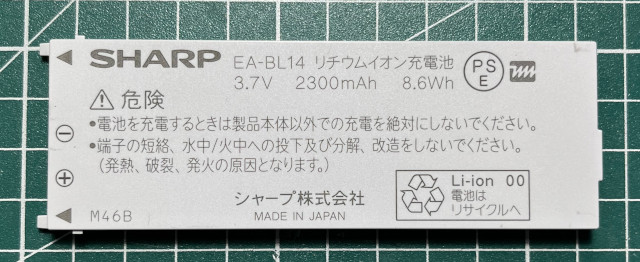 SHARP EA-BL14 リチウムイオン充電池
3.7V 2300mAh 8.6Wh
PS
E
危険
•電池を充電するときは製品本体以外での充電を絶対にしないでください。
•端子の短絡、水中/火中への投下及び分解、改造をしないでください。
(発熱、破裂、発火の原因となります。)
シャープ株式会社
MADE IN JAPAN
M46B
Li-ion 00
電池は
リサイクルへ